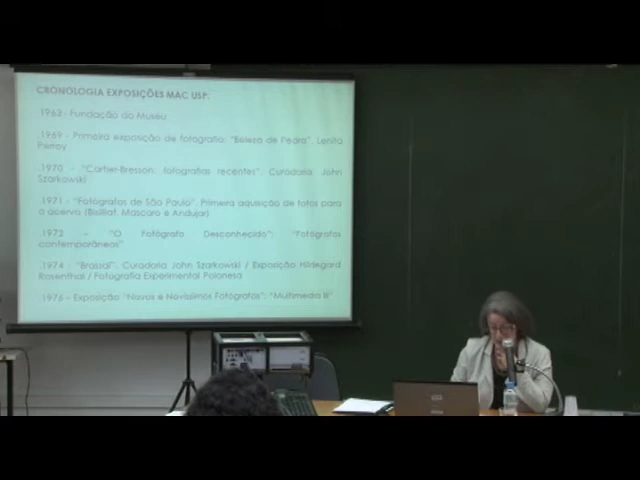 CRONOLOGIA EXPOSIÇÕES MAC USP:
1963 - Fundação do Museu
.1969 - Primeira exposição de fotografia: "Beleza de Pedra". Lenita
Perroy
.1970 - "Cartier-Bresson: fotografias recentes". Curadoria John
Szarkowski
.1971 - "Fotógrafos de São Paulo". Primeira aquisição de fotos para
o acervo (Bisilliat, Mascaro e Andujar)
.1972 - "O Fotógrafo Desconhecido"; "Fotógrafos
contemporâneos"
.1974 - "Brassaï". Curadoria John Szarkowski / Exposição Hildegard
Rosenthal / Fotografia Experimental Polonesa
.1976 - Exposição "Novos e Novíssimos Fotógrafos"; "Multimedia II"